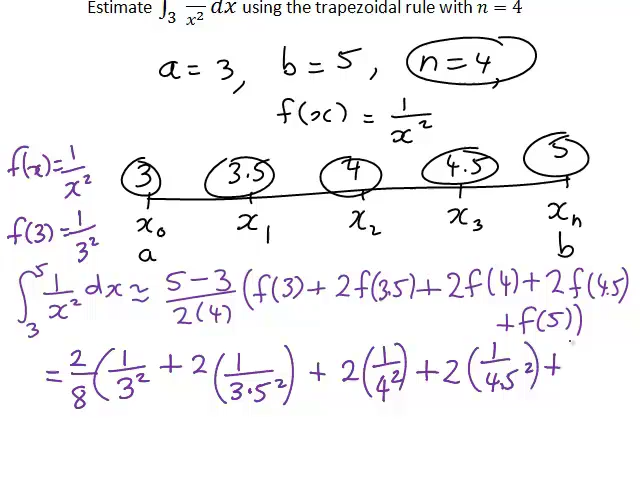 Estimate ∫₃ ‾x² dx using the trapezoidal rule with n = 4
a = 3, b = 5, n = 4,
f(x) = 1/x²
f(x) = 1/x²
3 3.5 4 4.5 5
f(3) = 1/3²
x₀ x₁ x₂ x₃ xₙ
a b
∫₃⁵ 1/x² dx ≈ 5-3/2(4) (f(3) + 2f(3.5) + 2f(4) + 2f(4.5)
+ f(5))
= 2/8 (1/3² + 2(1/3.5²) + 2(1/4²) + 2(1/4.5²) +